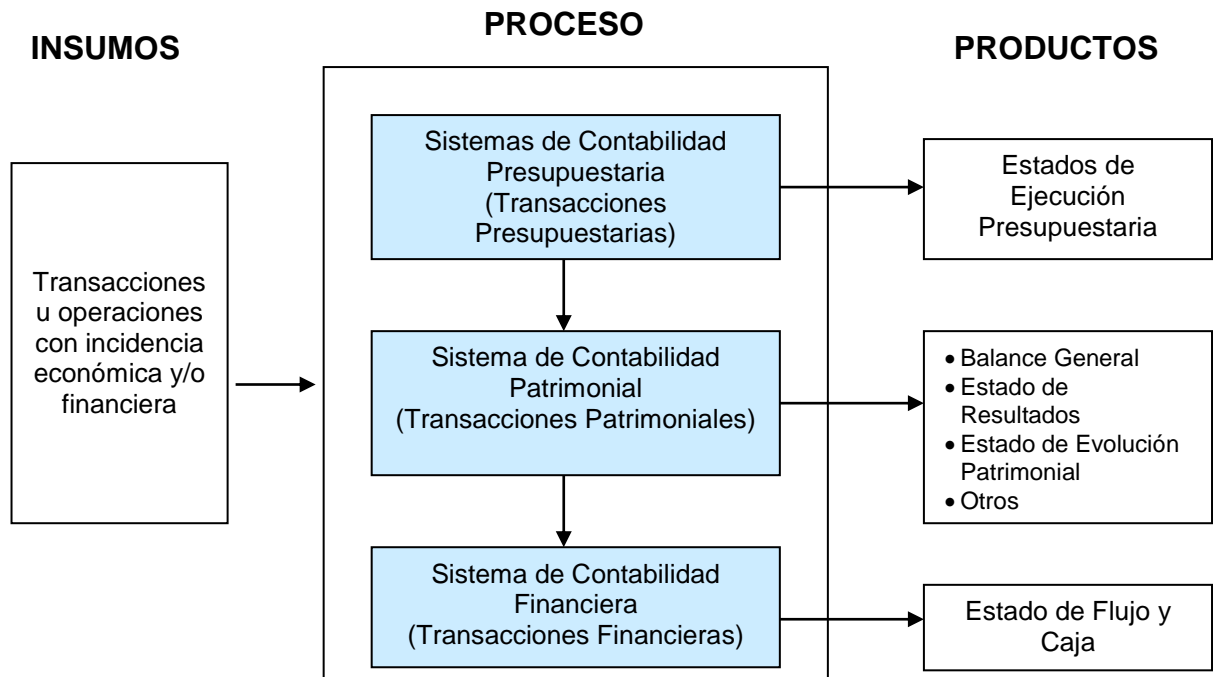 INSUMOS
PROCESO
PRODUCTOS
Transacciones
u operaciones
con incidencia
económica y/o
financiera
Sistemas de Contabilidad
Presupuestaria
(Transacciones
Presupuestarias)
Sistema de Contabilidad
Patrimonial
(Transacciones Patrimoniales)
Sistema de Contabilidad
Financiera
(Transacciones Financieras)
Estados de
Ejecución
Presupuestaria
• Balance General
• Estado de
Resultados
• Estado de Evolución
Patrimonial
• Otros
Estado de Flujo y
Caja